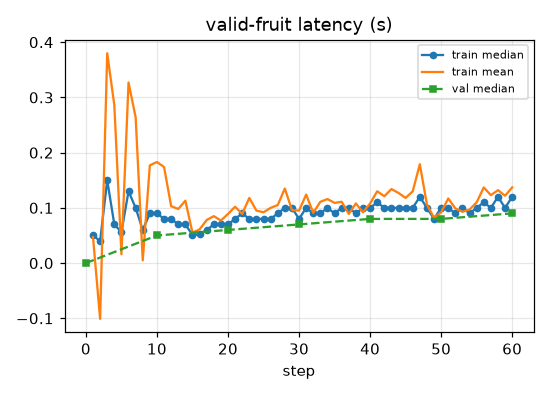 valid-fruit latency (s)
train median
train mean
val median
0.4
0.3
0.2
0.1
0.0
−0.1
0 10 20 30 40 50 60
step